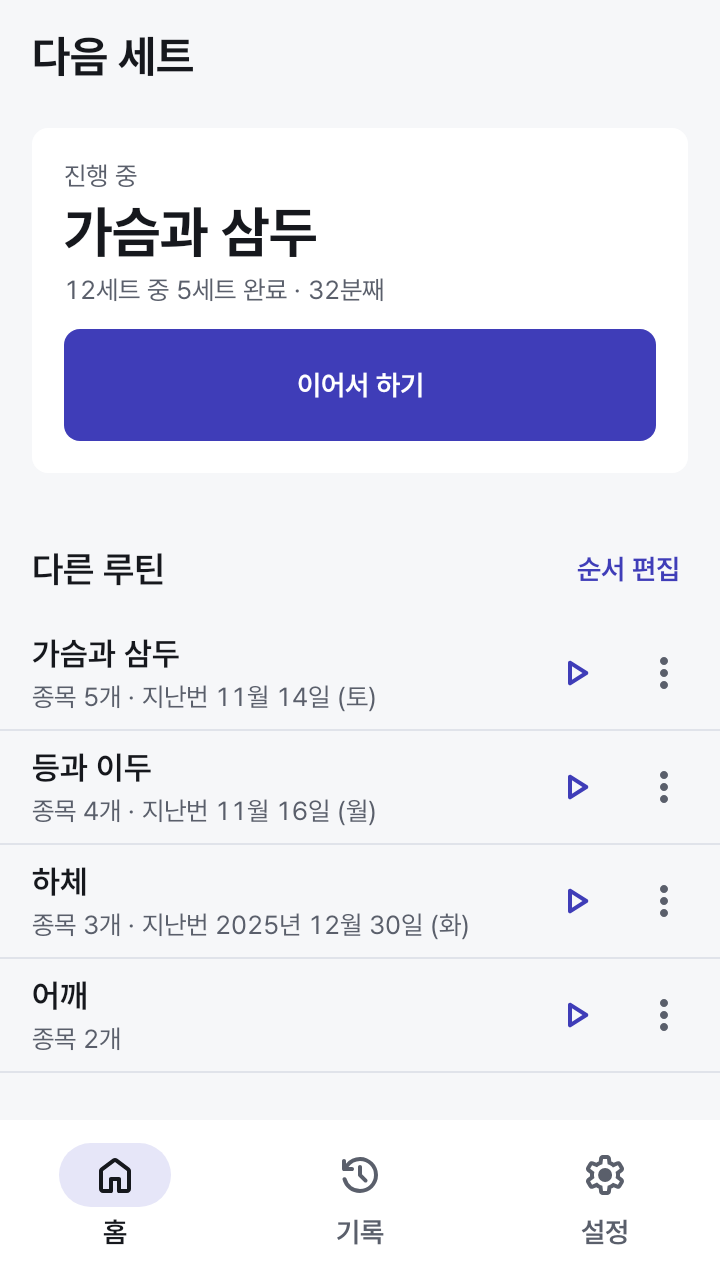 다음 세트
진행 중
가슴과 삼두
12세트 중 5세트 완료 · 32분째
이어서 하기
다른 루틴
순서 편집
가슴과 삼두
종목 5개 · 지난번 11월 14일 (토)
등과 이두
종목 4개 · 지난번 11월 16일 (월)
하체
종목 3개 · 지난번 2025년 12월 30일 (화)
어깨
종목 2개
홈
기록
설정